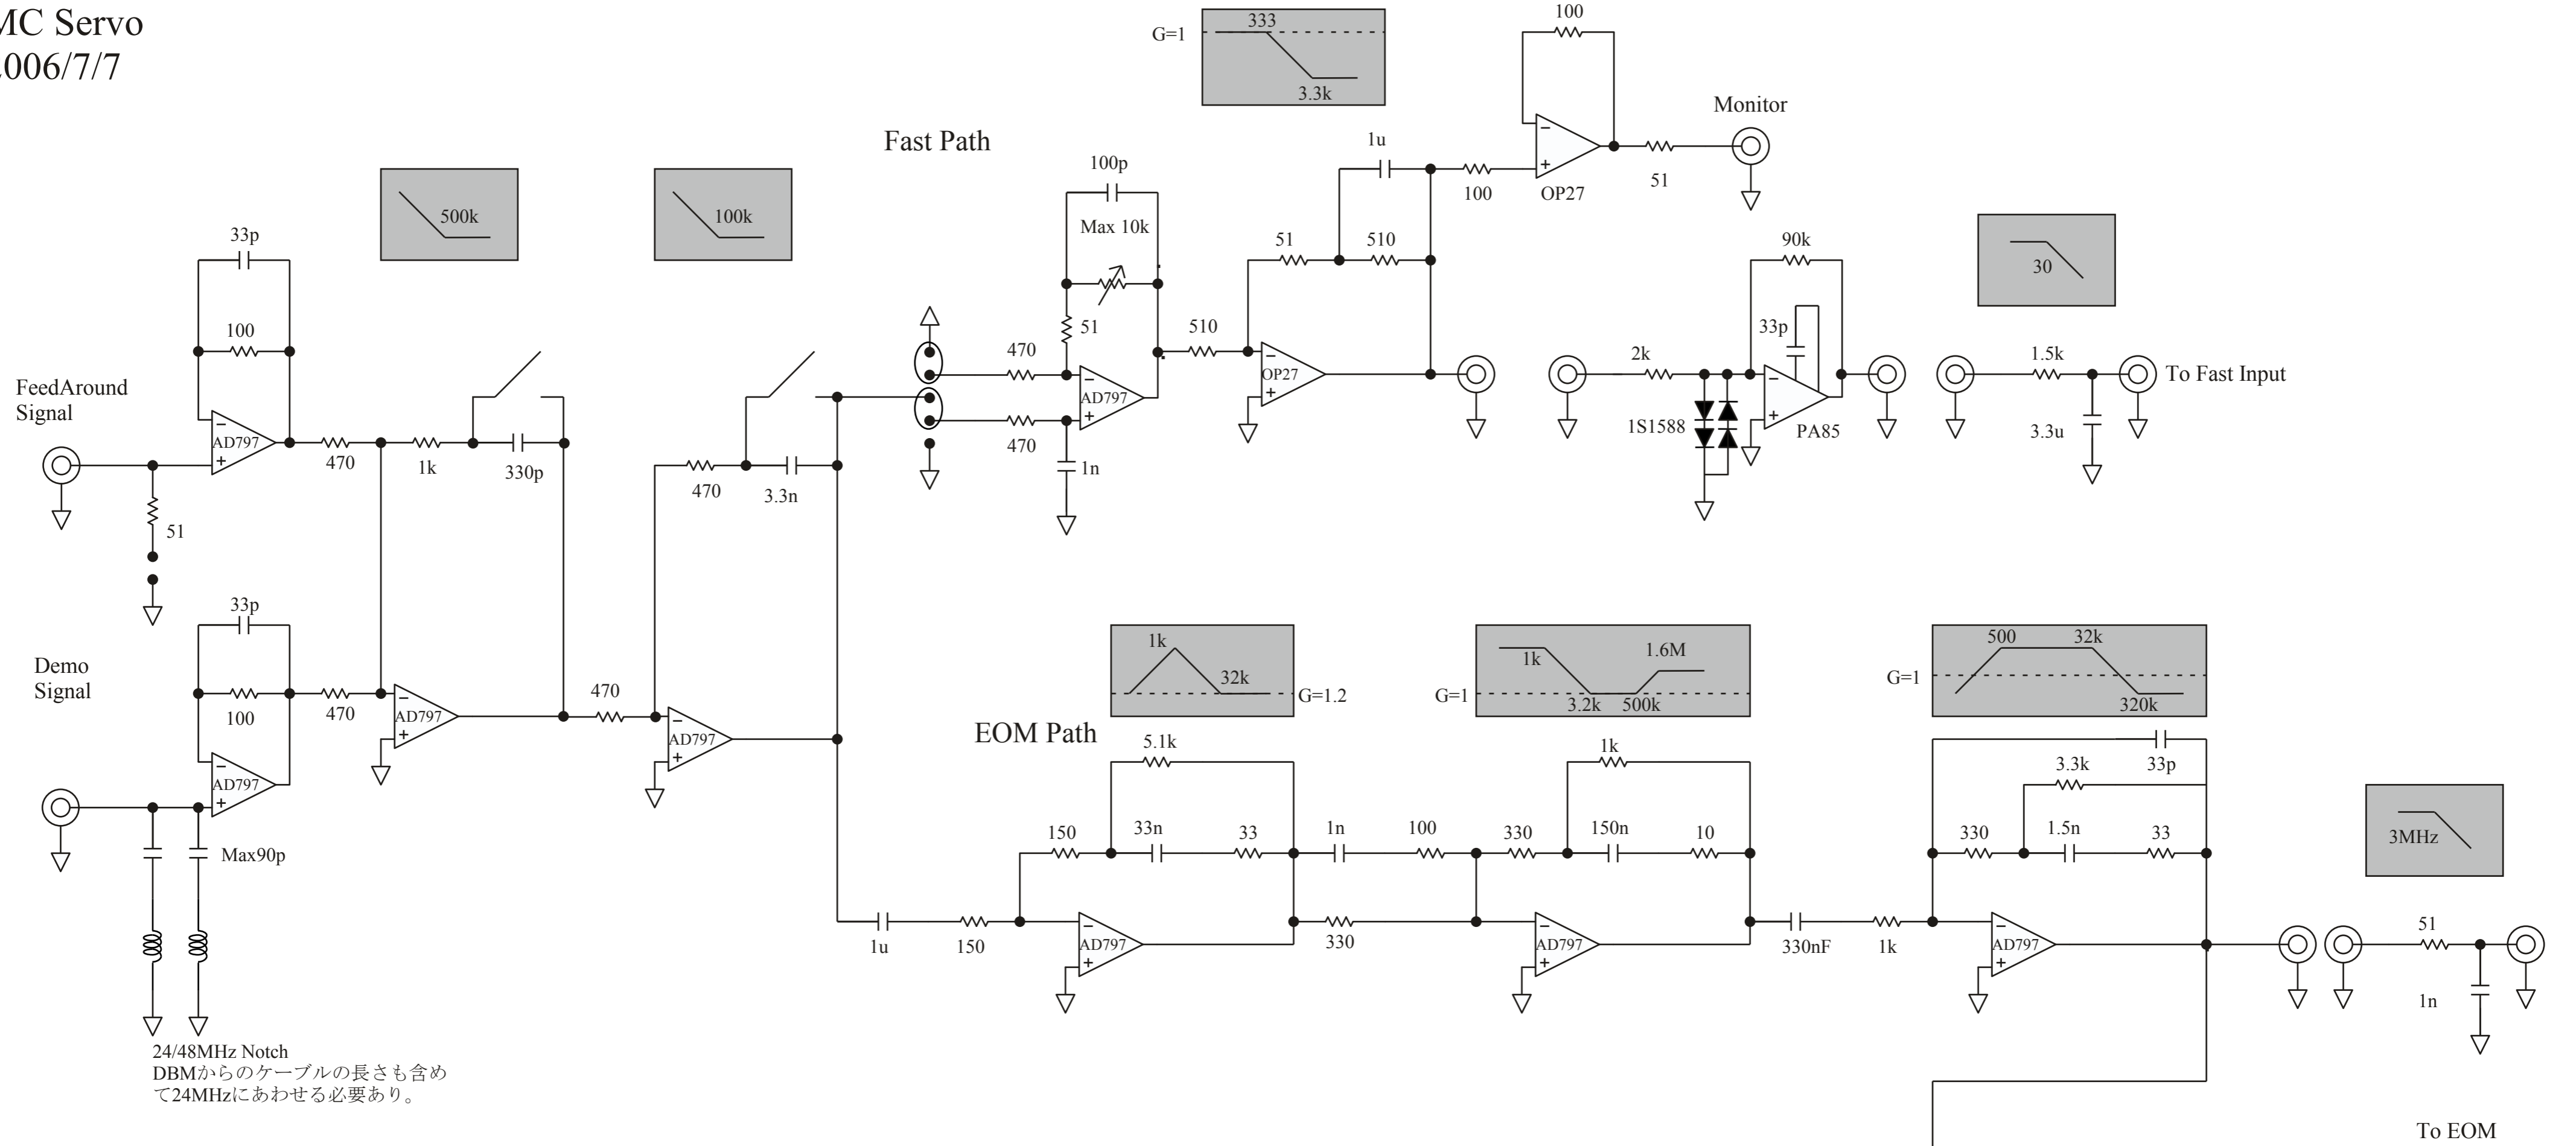 MC Servo
2006/7/7
G=1
333
3.3k
100
Monitor
1u
100
OP27
51
Fast Path
500k
100k
100p
Max 10k
51
510
33p
100
FeedAround
Signal
AD797
470
1k
330p
51
470
3.3n
470
470
51
AD797
1n
510
OP27
90k
33p
2k
1S1588
PA85
30
1.5k
3.3u
To Fast Input
33p
Demo
Signal
100
470
AD797
AD797
470
AD797
Max90p
24/48MHz Notch
DBMからのケーブルの長さも含め
て24MHzにあわせる必要あり。
EOM Path
1k
32k
G=1.2
G=1
1k
3.2k
500k
1.6M
G=1
500
32k
320k
5.1k
150
33n
33
1n
100
1u
150
AD797
330
1k
330
150n
10
AD797
330nF
1k
33p
3.3k
330
1.5n
33
AD797
3MHz
51
1n
To EOM